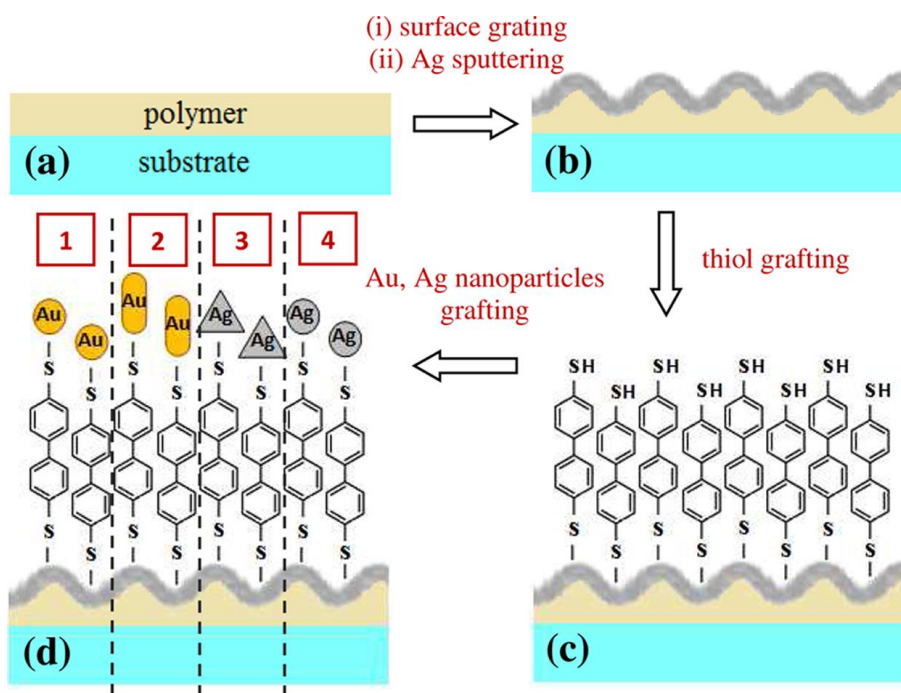 (i) surface grating
(ii) Ag sputtering
polymer
(a) substrate
(b)
thiol grafting
Au, Ag nanoparticles
grafting
1 2 3 4
Au Au Au Au Ag Ag Ag Ag
S S S S S S S S
S S S S S S S S
(d)
SH SH SH SH SH SH SH SH
S S S S S S S S
(c)